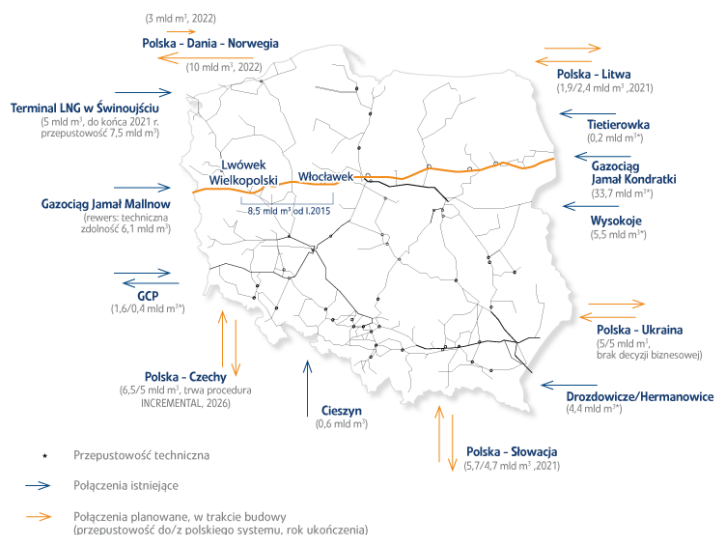 (3 mld m³, 2022)
Polska - Dania - Norwegia
(10 mld m³, 2022)
Polska - Litwa
(1,9/2,4 mld m³ ,2021)
Terminal LNG w Świnoujściu
(5 mld m³, do końca 2021 r.
przepustowość 7,5 mld m³)
Tietierowka
(0,2 mld m³*)
Lwówek
Wielkopolski
Włocławek
Gazociąg
Jamał Kondratki
(33,7 mld m³*)
Gazociąg Jamał Mallnow
(rewers: techniczna
zdolność 6,1 mld m³)
8,5 mld m³ od I.2015
Wysokoje
(5,5 mld m³*)
GCP
(1,6/0,4 mld m³*)
Polska - Ukraina
(5/5 mld m³,
brak decyzji biznesowej)
Polska - Czechy
(6,5/5 mld m³, trwa procedura
INCREMENTAL, 2026)
Cieszyn
(0,6 mld m³)
Drozdowicze/Hermanowice
(4,4 mld m³*)
Polska - Słowacja
(5,7/4,7 mld m³ ,2021)
* Przepustowość techniczna
Połączenia istniejące
Połączenia planowane, w trakcie budowy
(przepustowość do/z polskiego systemu, rok ukończenia)